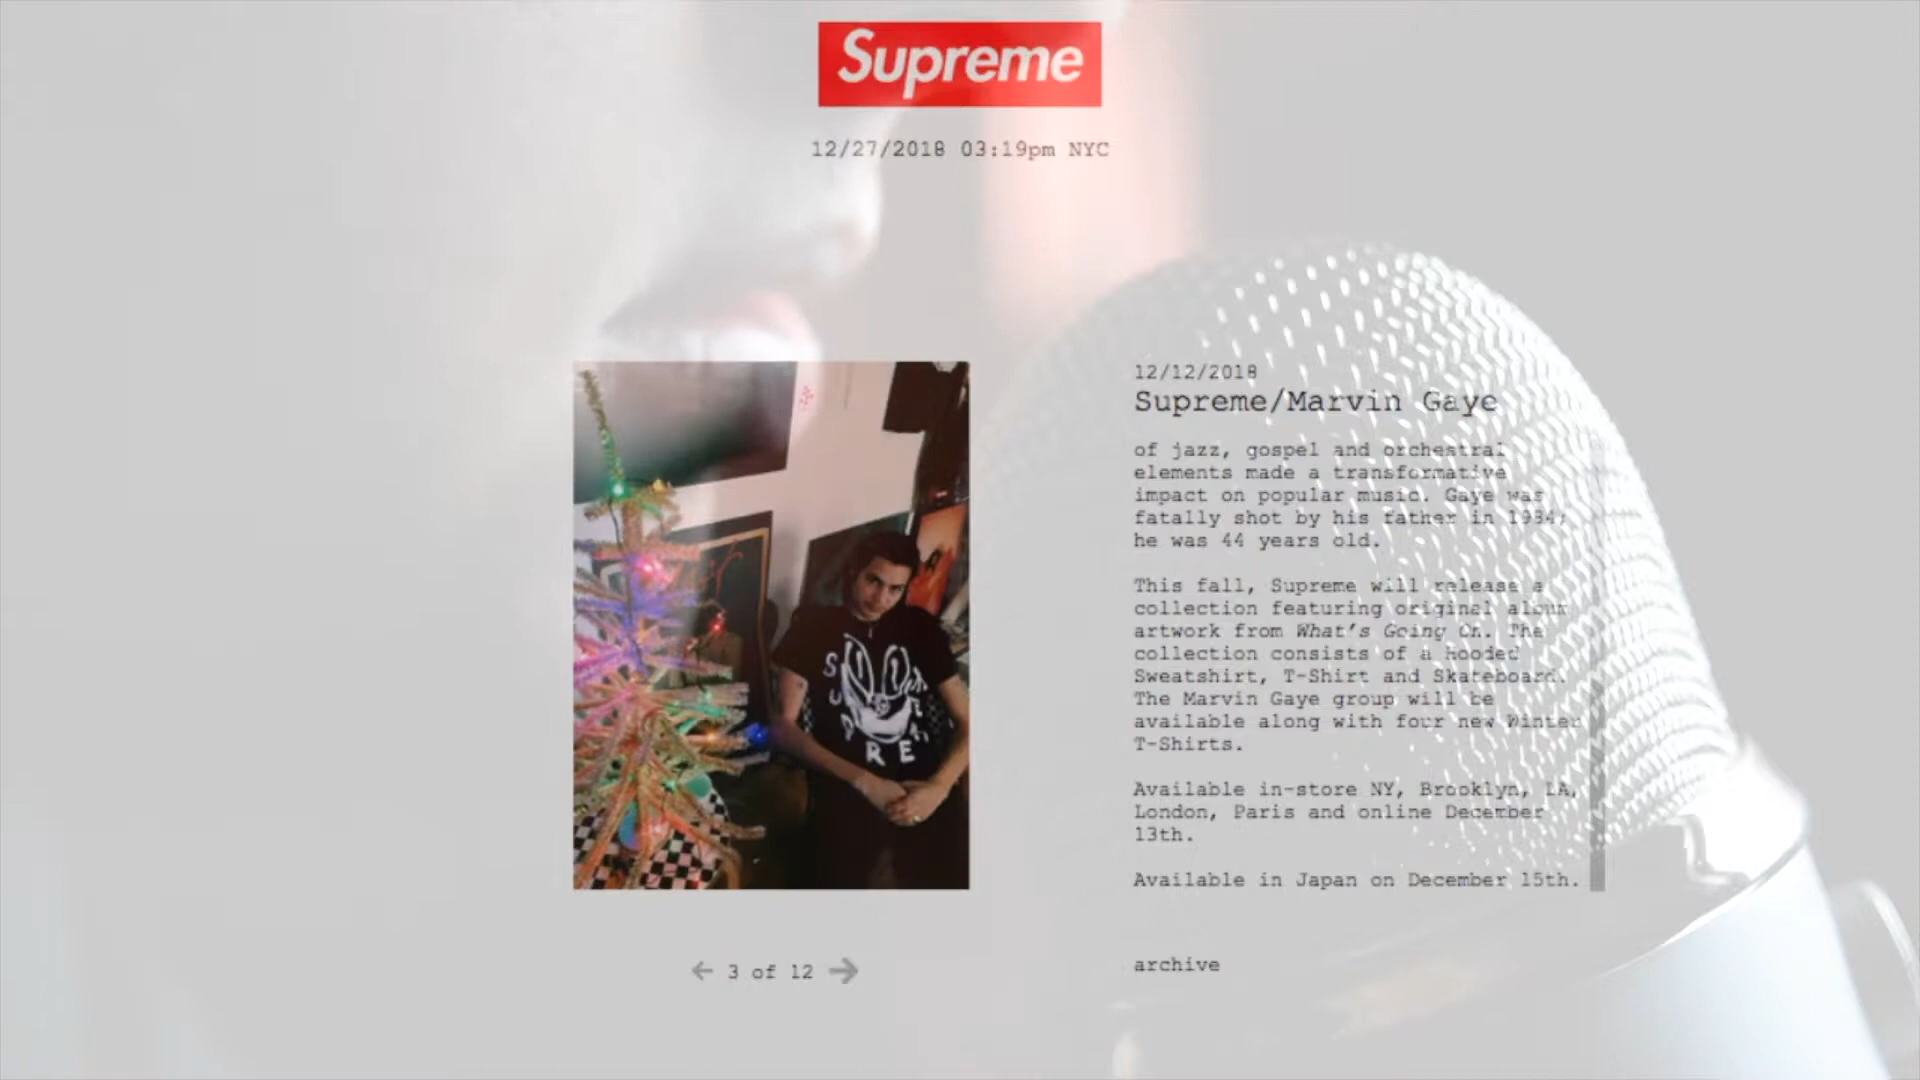 Supreme
12/27/2018 03:19pm NYC
12/12/2018
Supreme/Marvin Gaye
of jazz, gospel and orchestral
elements made a transformative
impact on popular music. Gaye was
fatally shot by his father in 1984;
he was 44 years old.
This fall, Supreme will release a
collection featuring original album
artwork from What's Going On. The
collection consists of a hooded
Sweatshirt, T-Shirt and Skateboard.
The Marvin Gaye group will be
available along with four new Winter
T-Shirts.
Available in-store NY, Brooklyn, LA,
London, Paris and online December
13th.
Available in Japan on December 15th.
3 of 12
archive